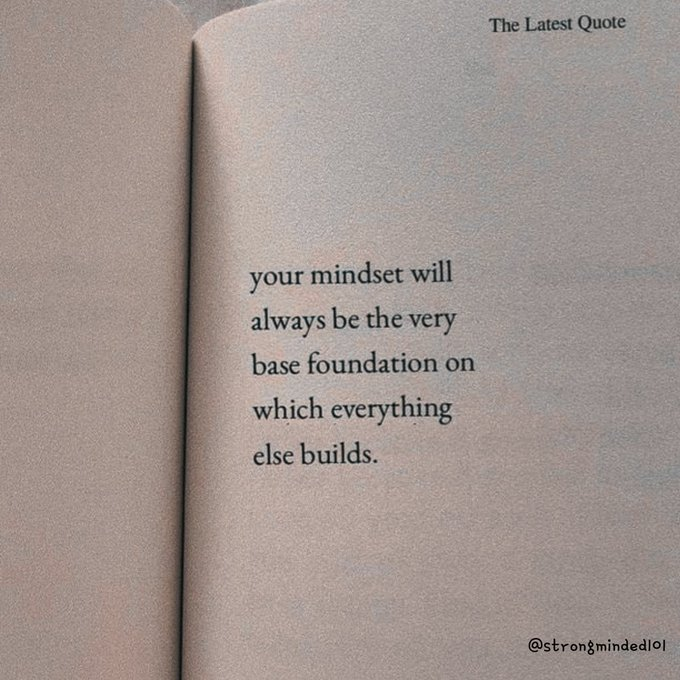 The Latest Quote
your mindset will
always be the very
base foundation on
which everything
else builds.
@strongminded101